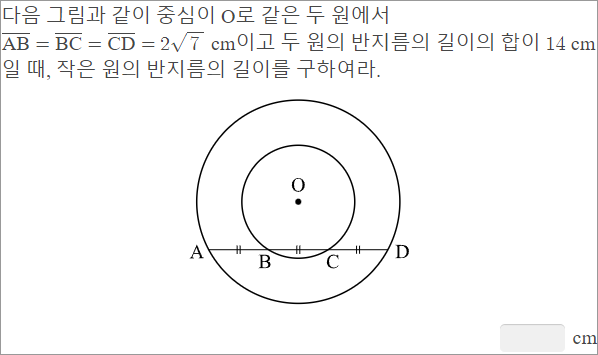 다음 그림과 같이 중심이 O로 같은 두 원에서
AB = BC = CD = 2√7 cm이고 두 원의 반지름의 길이의 합이 14 cm
일 때, 작은 원의 반지름의 길이를 구하여라.
O
A B C D
cm